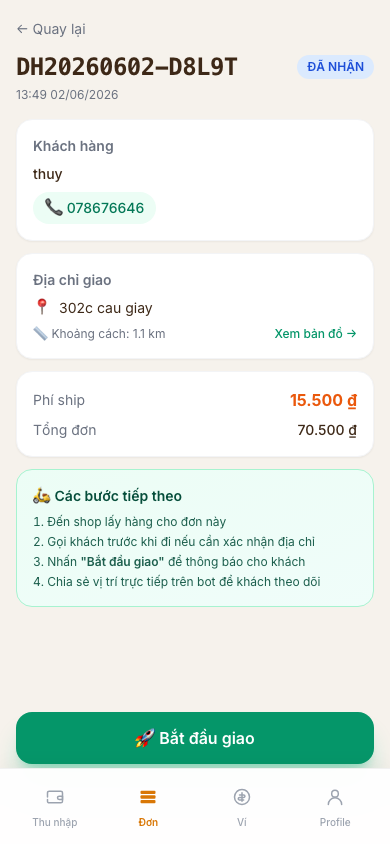 ← Quay lại
DH20260602–D8L9T
ĐÃ NHẬN
13:49 02/06/2026
Khách hàng
thuy
📞 078676646
Địa chỉ giao
📍 302c cau giay
📏 Khoảng cách: 1.1 km
Xem bản đồ →
Phí ship
15.500 ₫
Tổng đơn
70.500 ₫
🛵 Các bước tiếp theo
1. Đến shop lấy hàng cho đơn này
2. Gọi khách trước khi đi nếu cần xác nhận địa chỉ
3. Nhấn "Bắt đầu giao" để thông báo cho khách
4. Chia sẻ vị trí trực tiếp trên bot để khách theo dõi
🚀 Bắt đầu giao
Thu nhập
Đơn
Ví
Profile